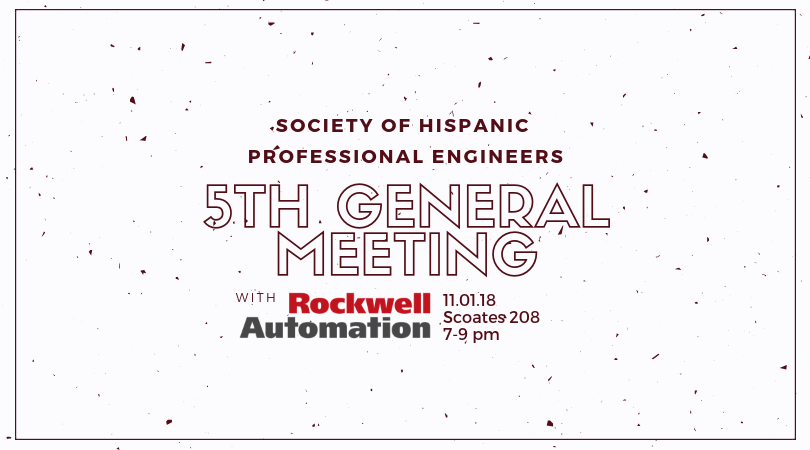 SOCIETY OF HISPANIC
PROFESSIONAL ENGINEERS
5TH GENERAL
MEETING
WITH Rockwell
Automation
11.01.18
Scoates 208
7-9 pm